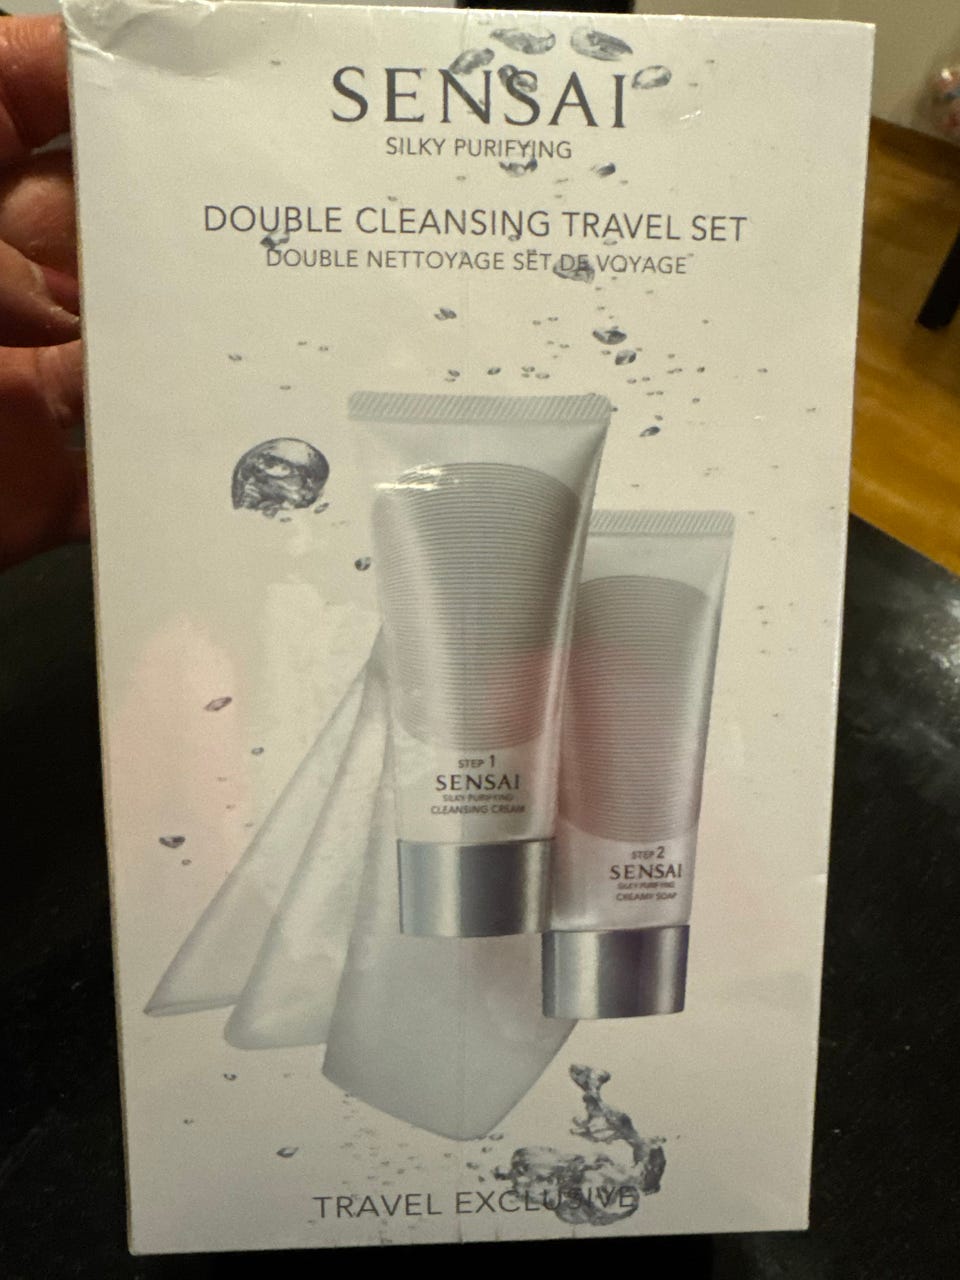 SENSAI
SILKY PURIFYING
DOUBLE CLEANSING TRAVEL SET
DOUBLE NETTOYAGE SET DE VOYAGE
STEP 1
SENSAI
SILKY PURIFYING
CLEANSING CREAM
STEP 2
SENSAI
SILKY PURIFYING
CREAMY SOAP
TRAVEL EXCLUSIVE